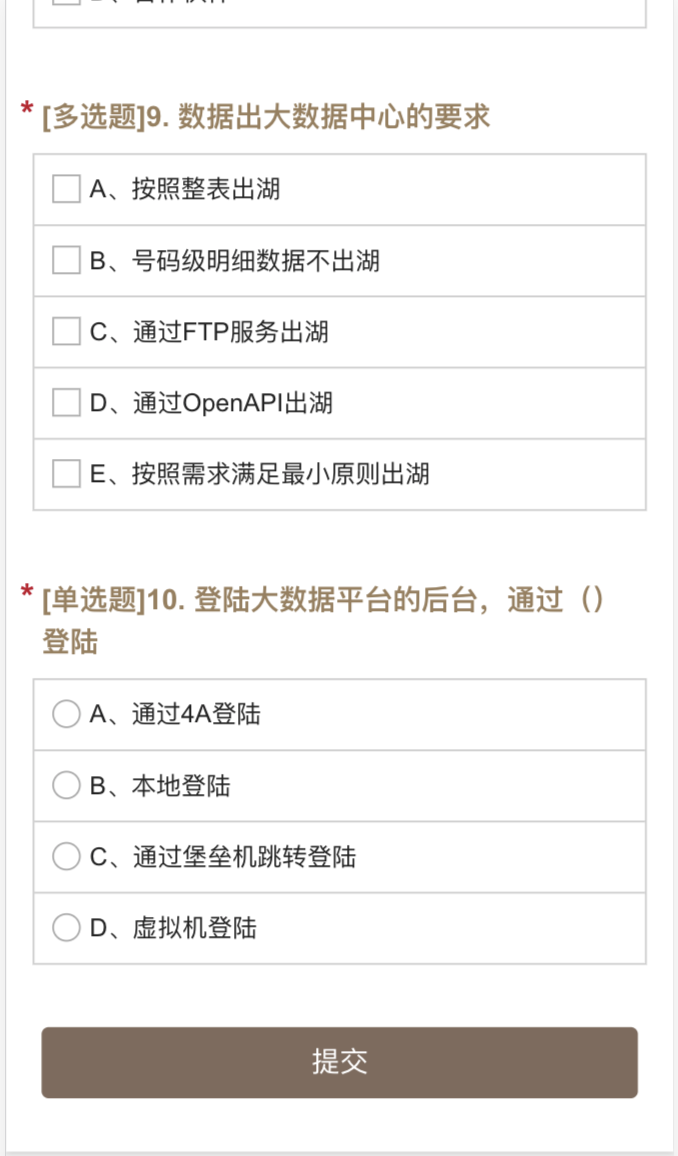 * [多选题]9. 数据出大数据中心的要求
A、按照整表出湖
B、号码级明细数据不出湖
C、通过FTP服务出湖
D、通过OpenAPI出湖
E、按照需求满足最小原则出湖
* [单选题]10. 登陆大数据平台的后台，通过（）
登陆
A、通过4A登陆
B、本地登陆
C、通过堡垒机跳转登陆
D、虚拟机登陆
提交